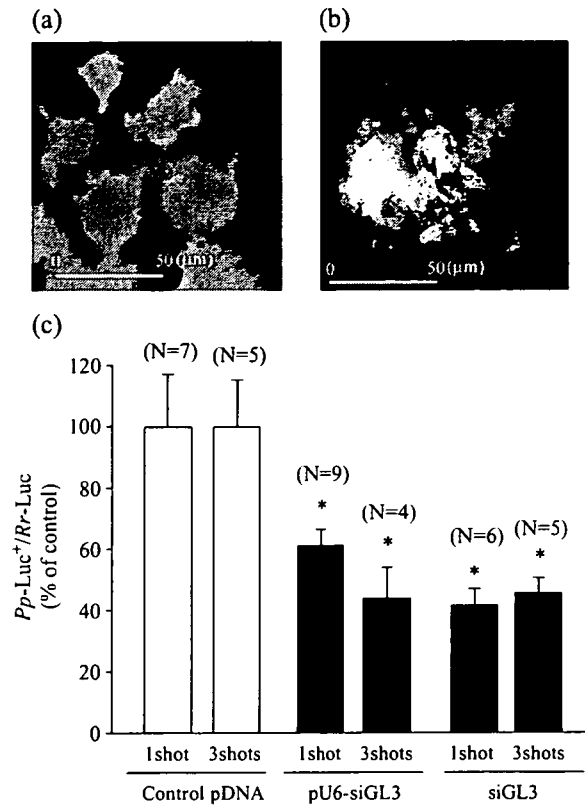 (a)
(b)
0 50(μm)
0 50(μm)
(c)
Pp-Luc+/Rr-Luc
(% of control)
120
100
80
60
40
20
0
(N=7) (N=5)
(N=9)
*
(N=4)
*
(N=6)
*
(N=5)
*
1shot 3shots 1shot 3shots 1shot 3shots
Control pDNA pU6-siGL3 siGL3